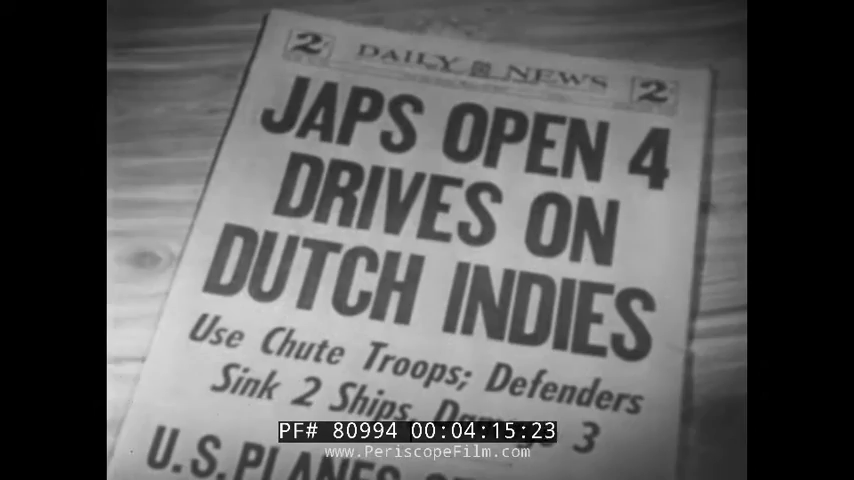 2¢ DAILY NEWS 2¢
JAPS OPEN 4
DRIVES ON
DUTCH INDIES
Use Chute Troops; Defenders
Sink 2 Ships, 3
U.S. PLANES
PF# 80994 00:04:15:23
www.PeriscopeFilm.com